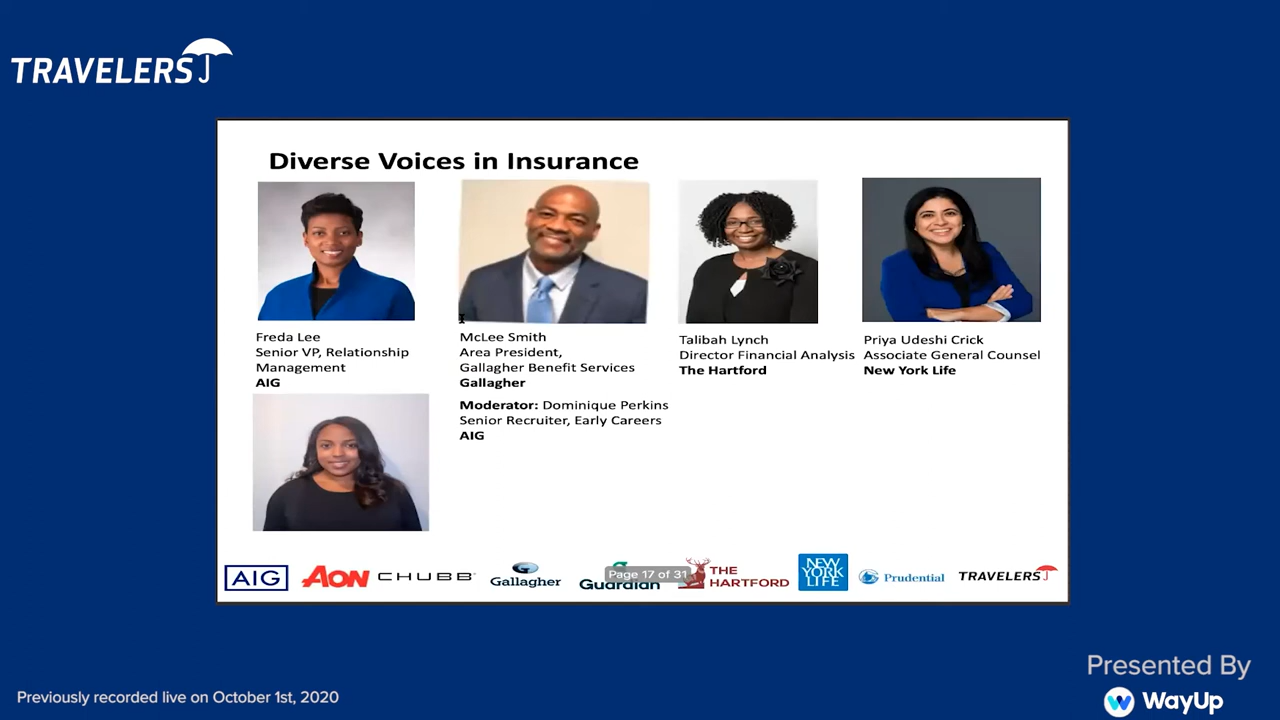 TRAVELERS
Diverse Voices in Insurance
Freda Lee
Senior VP, Relationship
Management
AIG
McLee Smith
Area President,
Gallagher Benefit Services
Gallagher
Talibah Lynch
Director Financial Analysis
The Hartford
Priya Udeshi Crick
Associate General Counsel
New York Life
Moderator: Dominique Perkins
Senior Recruiter, Early Careers
AIG
AIG
AON
CHUBB
Gallagher
Guardian
Page 17 of 31
THE
HARTFORD
NEW
YORK
LIFE
Prudential
TRAVELERS
Presented By
WayUp
Previously recorded live on October 1st, 2020